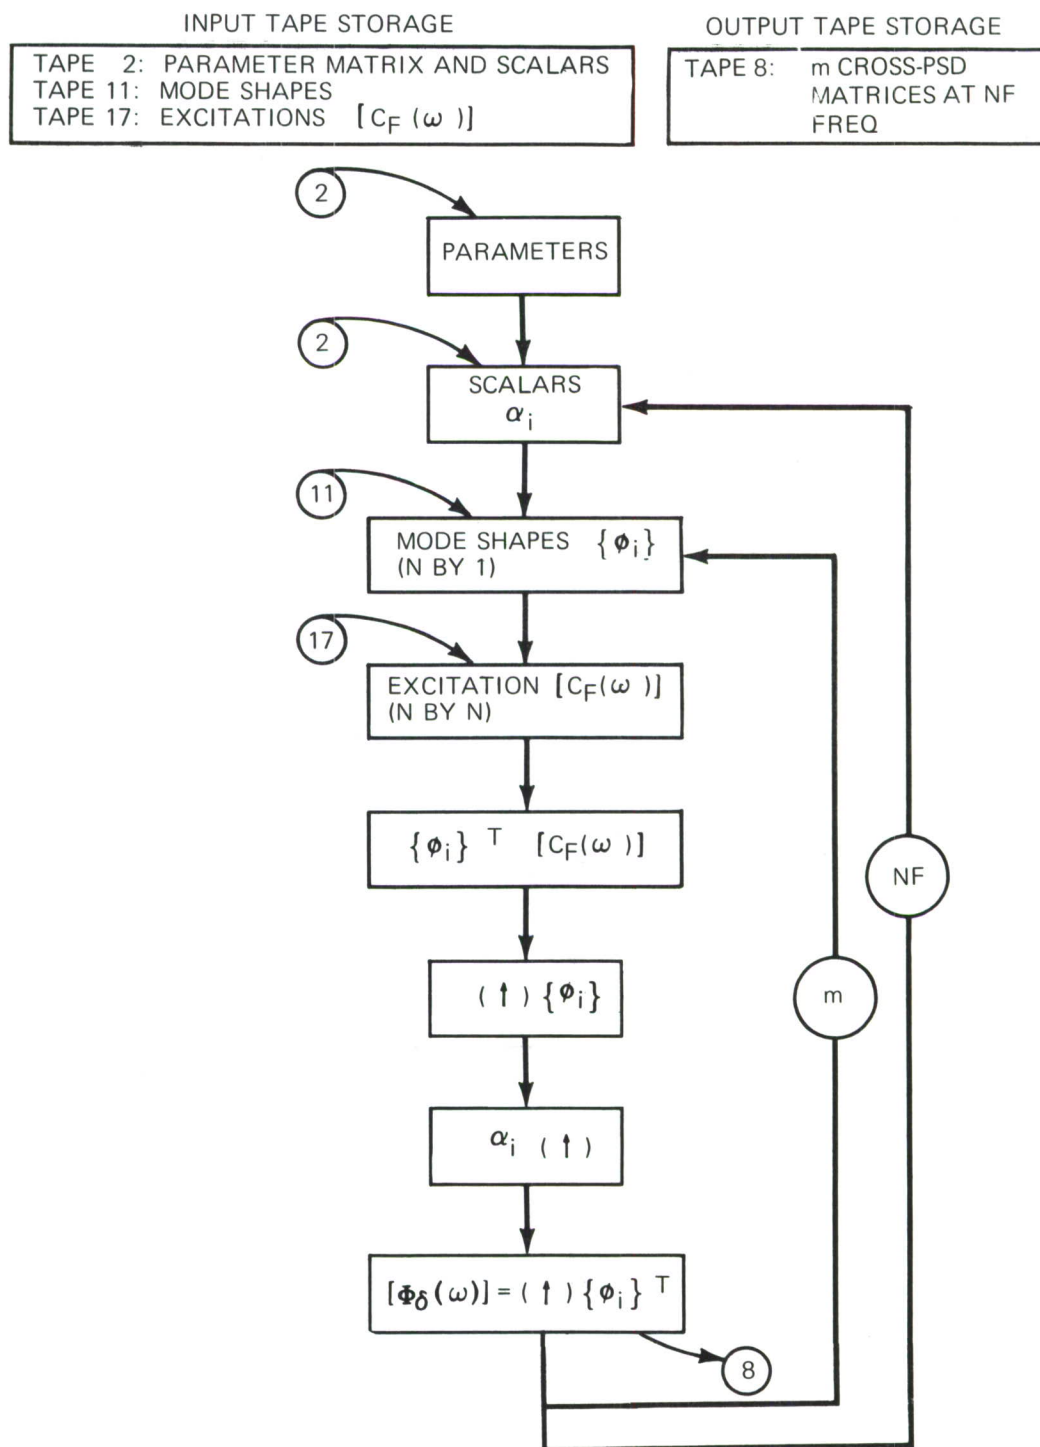 INPUT TAPE STORAGE
TAPE 2: PARAMETER MATRIX AND SCALARS
TAPE 11: MODE SHAPES
TAPE 17: EXCITATIONS [C_F (ω )]
OUTPUT TAPE STORAGE
TAPE 8: m CROSS-PSD
MATRICES AT NF
FREQ
2
PARAMETERS
2
SCALARS
α_i
11
MODE SHAPES {ϕ_i}
(N BY 1)
17
EXCITATION [C_F(ω )]
(N BY N)
{ϕ_i} ^T [C_F(ω )]
NF
( ↑ ) {ϕ_i}
m
α_i ( ↑ )
[Φ_δ(ω)] = ( ↑ ) {ϕ_i} ^T
8